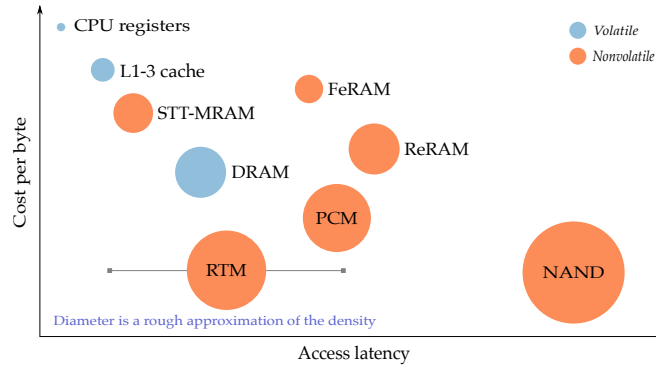 CPU registers
Volatile
Nonvolatile
L1-3 cache
FeRAM
STT-MRAM
ReRAM
DRAM
PCM
RTM
NAND
Diameter is a rough approximation of the density
Cost per byte
Access latency